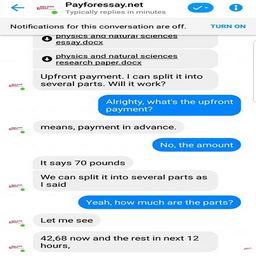 Payforessay.net
Typically replies in minutes
Notifications for this conversation are off.
TURN ON
physics and natural sciences
essay.docx
physics and natural sciences
research paper.docx
Upfront payment. I can split it into
several parts. Will it work?
Alrighty, what's the upfront
payment?
means, payment in advance.
No, the amount
It says 70 pounds
We can split it into several parts as
I said
Yeah, how much are the parts?
Let me see
42,68 now and the rest in next 12
hours,